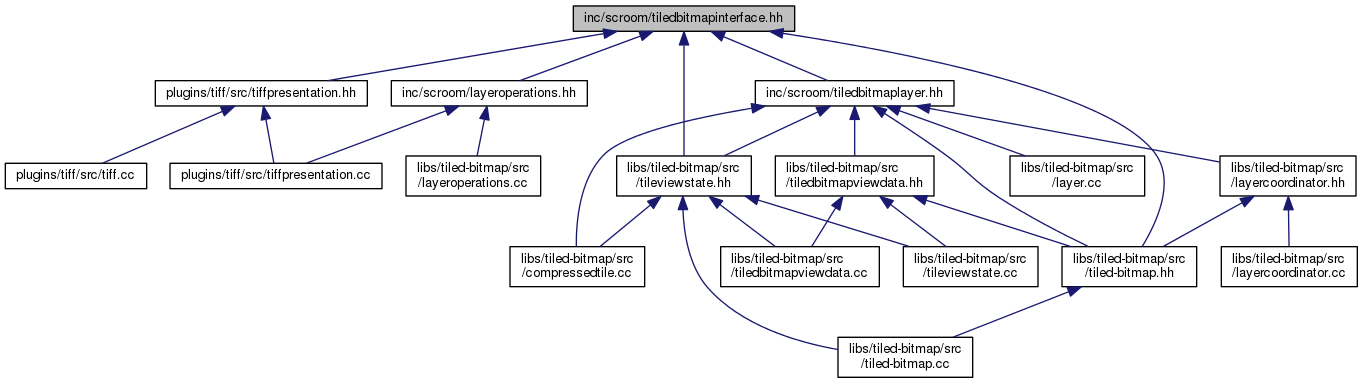 inc/scroom/tiledbitmapinterface.hh
plugins/tiff/src/tiffpresentation.hh
inc/scroom/layeroperations.hh
inc/scroom/tiledbitmaplayer.hh
plugins/tiff/src/tiff.cc
plugins/tiff/src/tiffpresentation.cc
libs/tiled-bitmap/src
/layeroperations.cc
libs/tiled-bitmap/src
/tileviewstate.hh
libs/tiled-bitmap/src
/tiledbitmapviewdata.hh
libs/tiled-bitmap/src
/layer.cc
libs/tiled-bitmap/src
/layercoordinator.hh
libs/tiled-bitmap/src
/compressedtile.cc
libs/tiled-bitmap/src
/tiledbitmapviewdata.cc
libs/tiled-bitmap/src
/tileviewstate.cc
libs/tiled-bitmap/src
/tiled-bitmap.hh
libs/tiled-bitmap/src
/layercoordinator.cc
libs/tiled-bitmap/src
/tiled-bitmap.cc